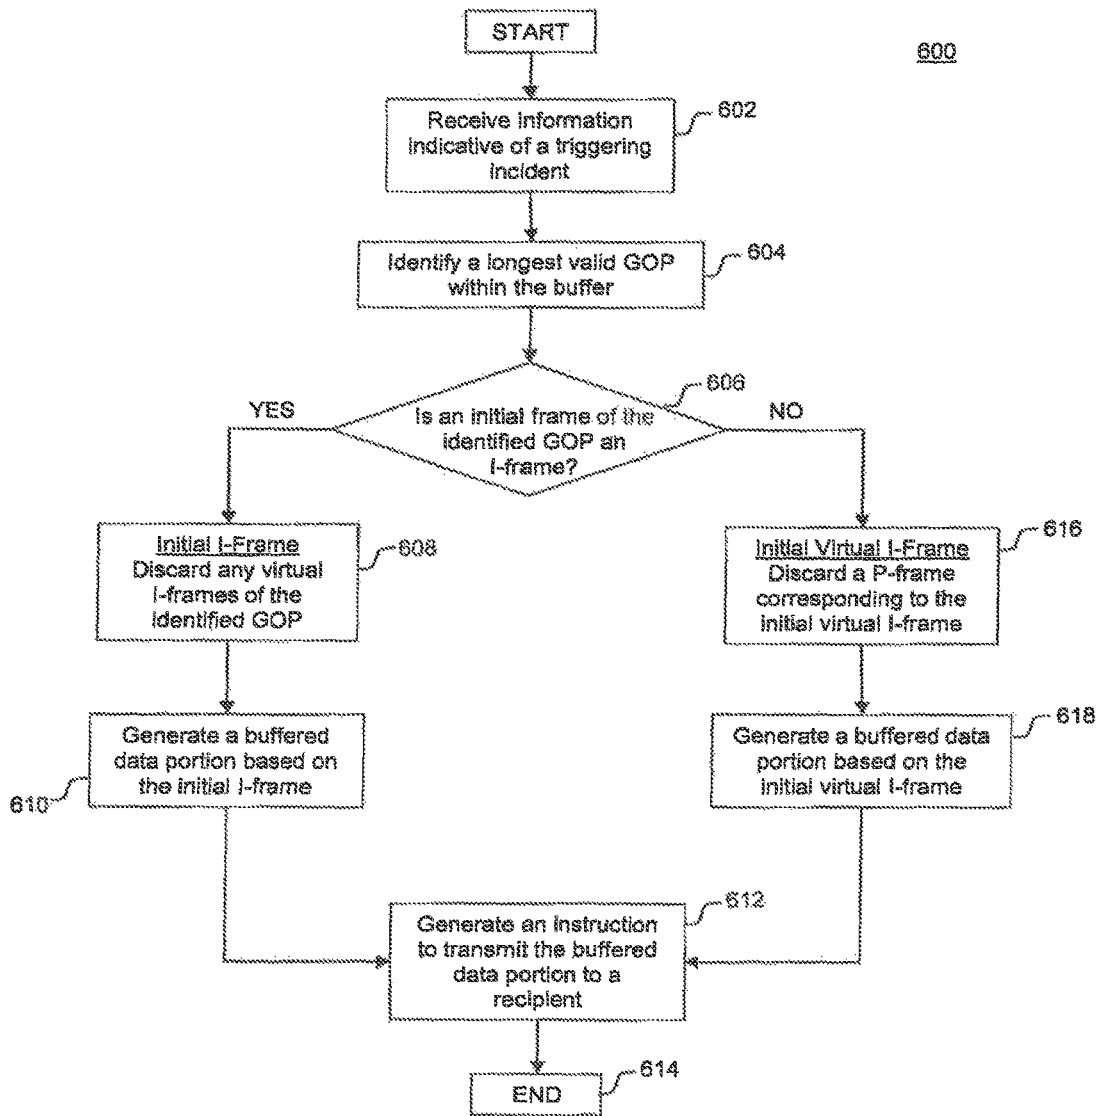 START
600
Receive information
indicative of a triggering
incident
602
Identify a longest valid GOP
within the buffer
604
606
Is an initial frame of the
identified GOP an
I-frame?
YES
NO
Initial I-Frame
Discard any virtual
I-frames of the
identified GOP
608
Initial Virtual I-Frame
Discard a P-frame
corresponding to the
initial virtual I-frame
616
Generate a buffered
data portion based on
the initial I-frame
610
Generate a buffered data
portion based on the
initial virtual I-frame
618
Generate an instruction
to transmit the buffered
data portion to a
recipient
612
END
614